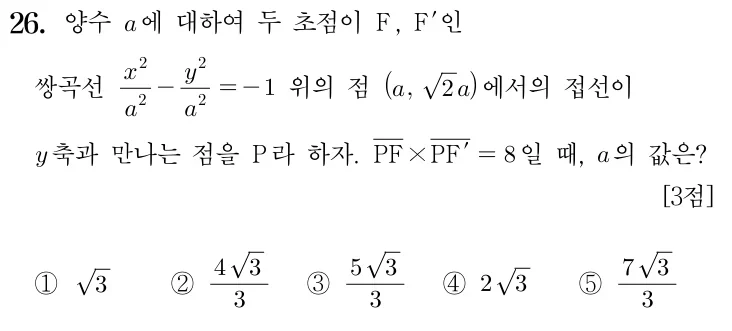 26. 양수 a에 대하여 두 초점이 F, F′인
쌍곡선 x²/a² − y²/a² = −1 위의 점 (a, √2a)에서의 접선이
y축과 만나는 점을 P라 하자. P̅F̅ × P̅F̅′̅ = 8일 때, a의 값은?
[3점]
① √3 ② 4√3/3 ③ 5√3/3 ④ 2√3 ⑤ 7√3/3